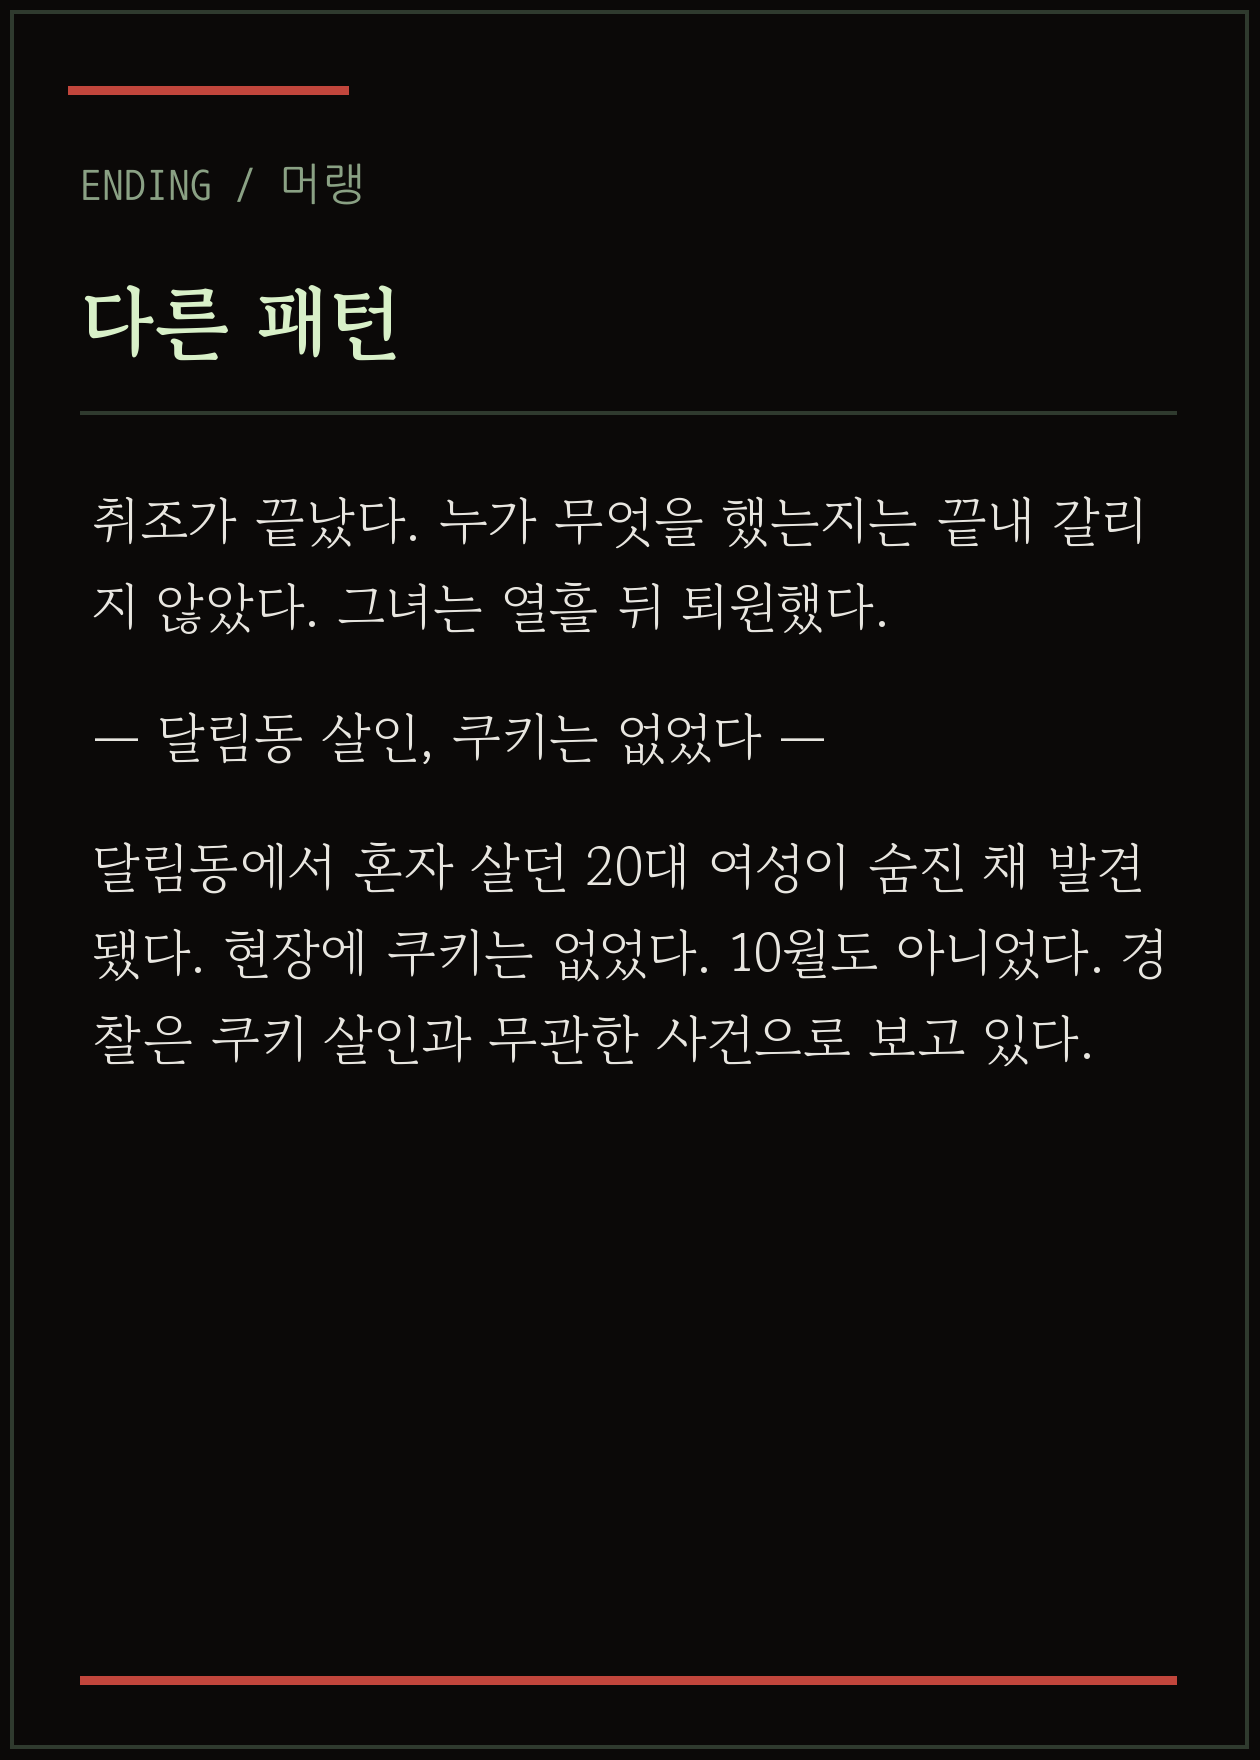 ENDING / 머랭
다른 패턴
취조가 끝났다. 누가 무엇을 했는지는 끝내 갈리
지 않았다. 그녀는 열흘 뒤 퇴원했다.
— 달림동 살인, 쿠키는 없었다 —
달림동에서 혼자 살던 20대 여성이 숨진 채 발견
됐다. 현장에 쿠키는 없었다. 10월도 아니었다. 경
찰은 쿠키 살인과 무관한 사건으로 보고 있다.